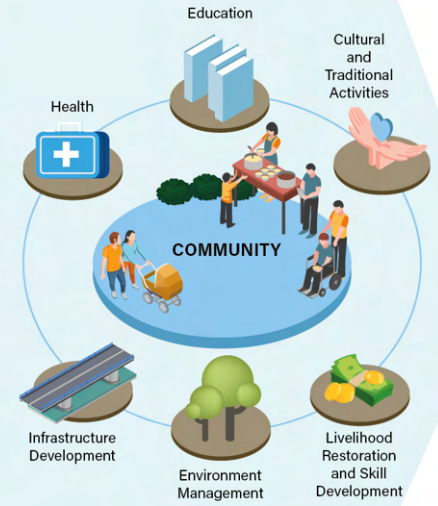 Education
Cultural
and
Traditional
Activities
Health
COMMUNITY
Infrastructure
Development
Environment
Management
Livelihood
Restoration
and Skill
Development